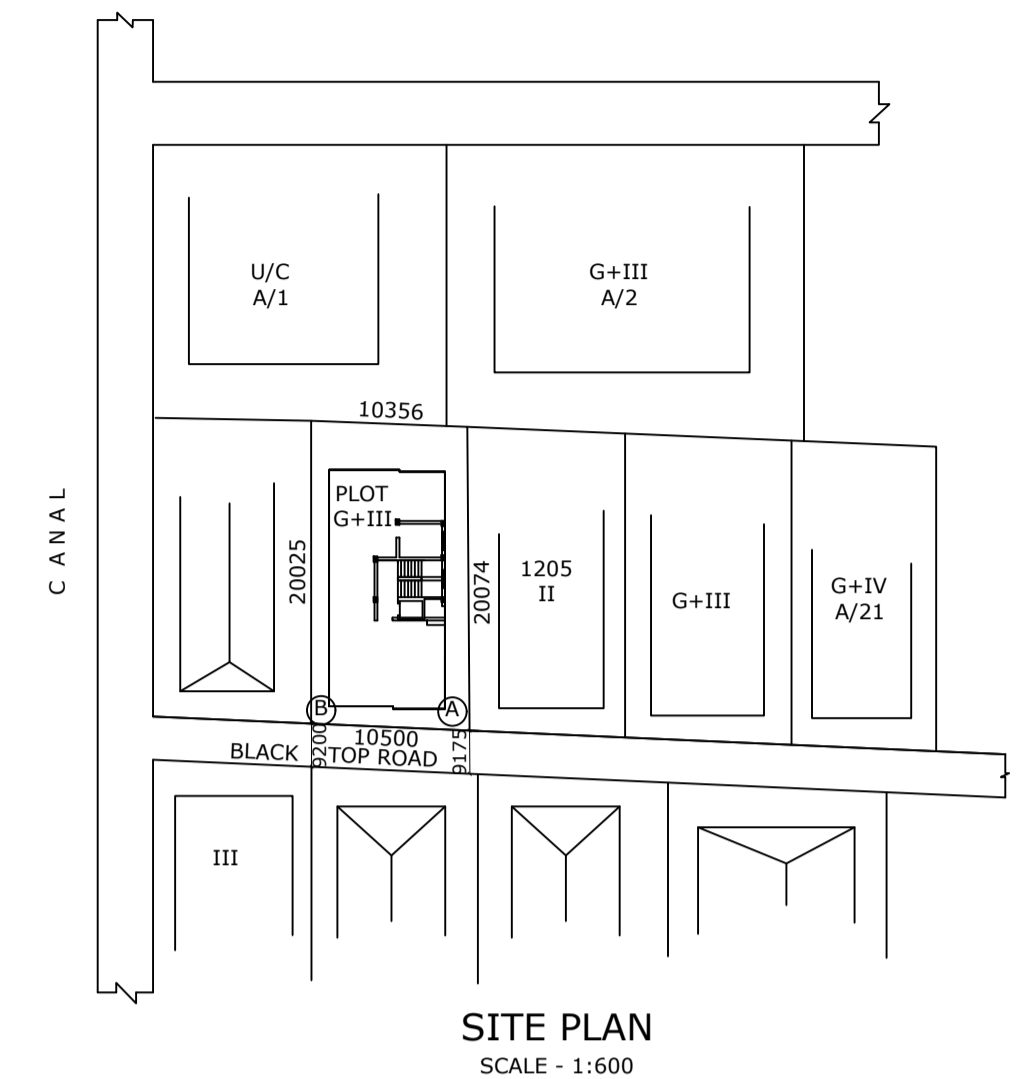 U/C
A/1
G+III
A/2
10356
CANAL
PLOT
G+III
20025
20074
1205
II
G+III
G+IV
A/21
B
A
9200
10500
9175
BLACK TOP ROAD
III
SITE PLAN
SCALE - 1:600